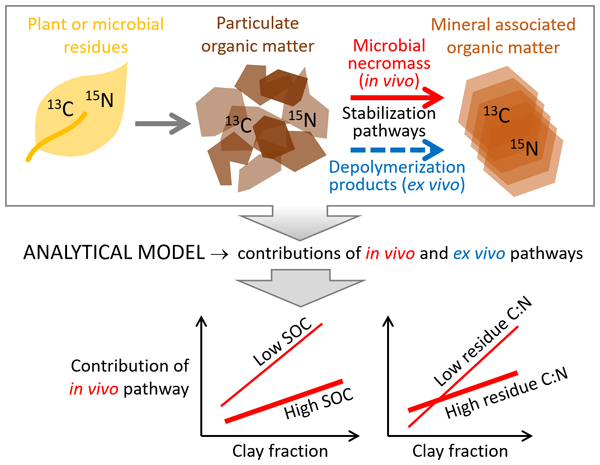 Plant or microbial
residues
Particulate
organic matter
Microbial
necromass
(in vivo)
Mineral associated
organic matter
¹³C ¹⁵N
¹³C ¹⁵N
Stabilization
pathways
Depolymerization
products (ex vivo)
¹³C
¹⁵N
ANALYTICAL MODEL → contributions of in vivo and ex vivo pathways
Contribution of
in vivo pathway
Low SOC
High SOC
Clay fraction
Low residue C:N
High residue C:N
Clay fraction